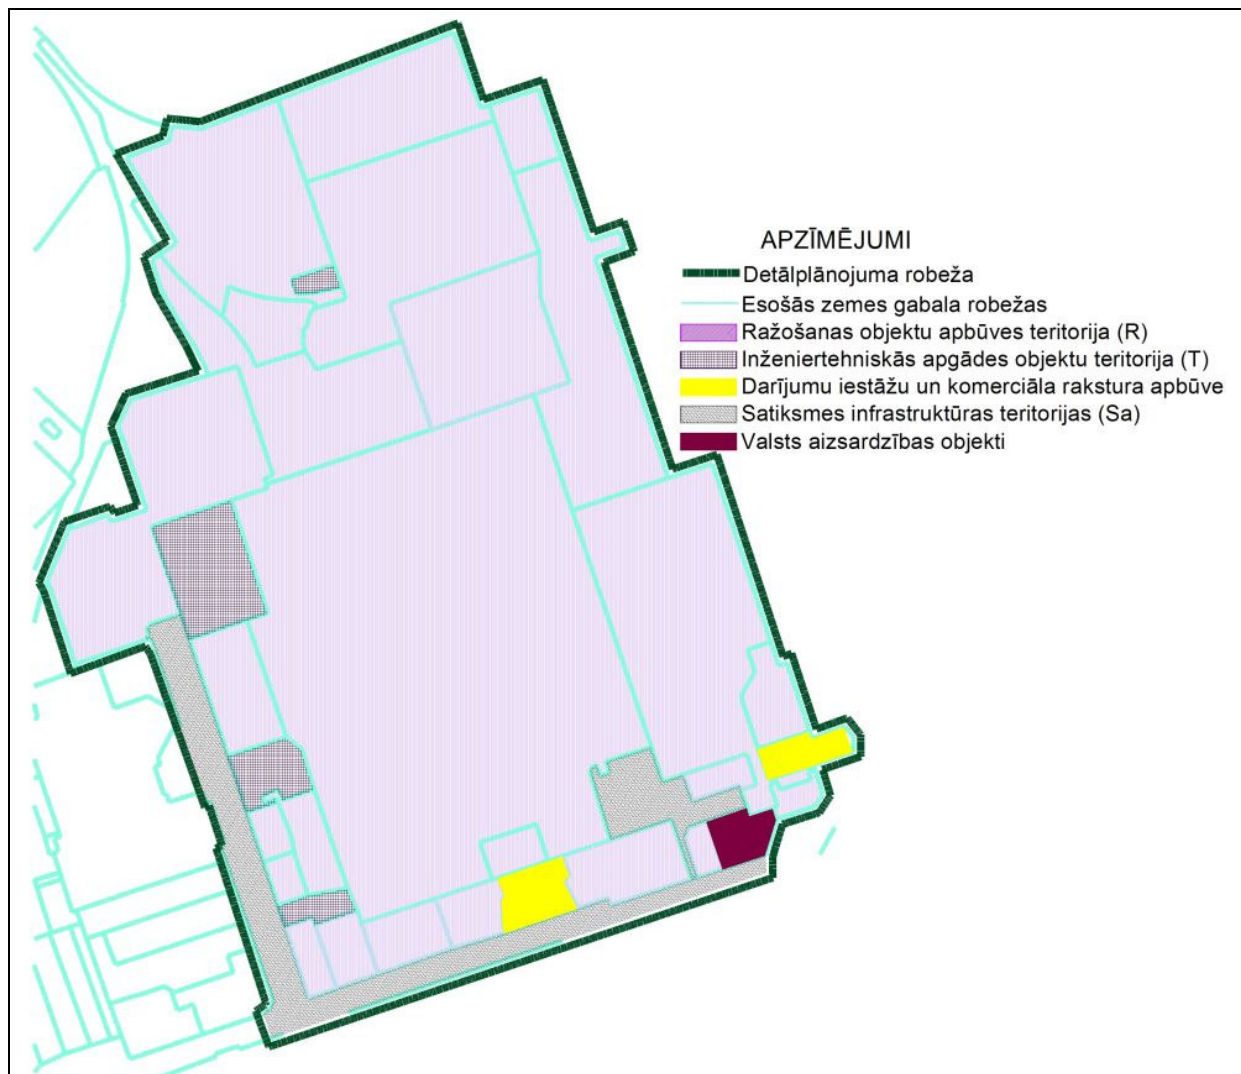 APZĪMĒJUMI
Detālplānojuma robeža
Esošās zemes gabala robežas
Ražošanas objektu apbūves teritorija (R)
Inženiertehniskās apgādes objektu teritorija (T)
Darījumu iestāžu un komerciāla rakstura apbūve
Satiksmes infrastruktūras teritorijas (Sa)
Valsts aizsardzības objekti